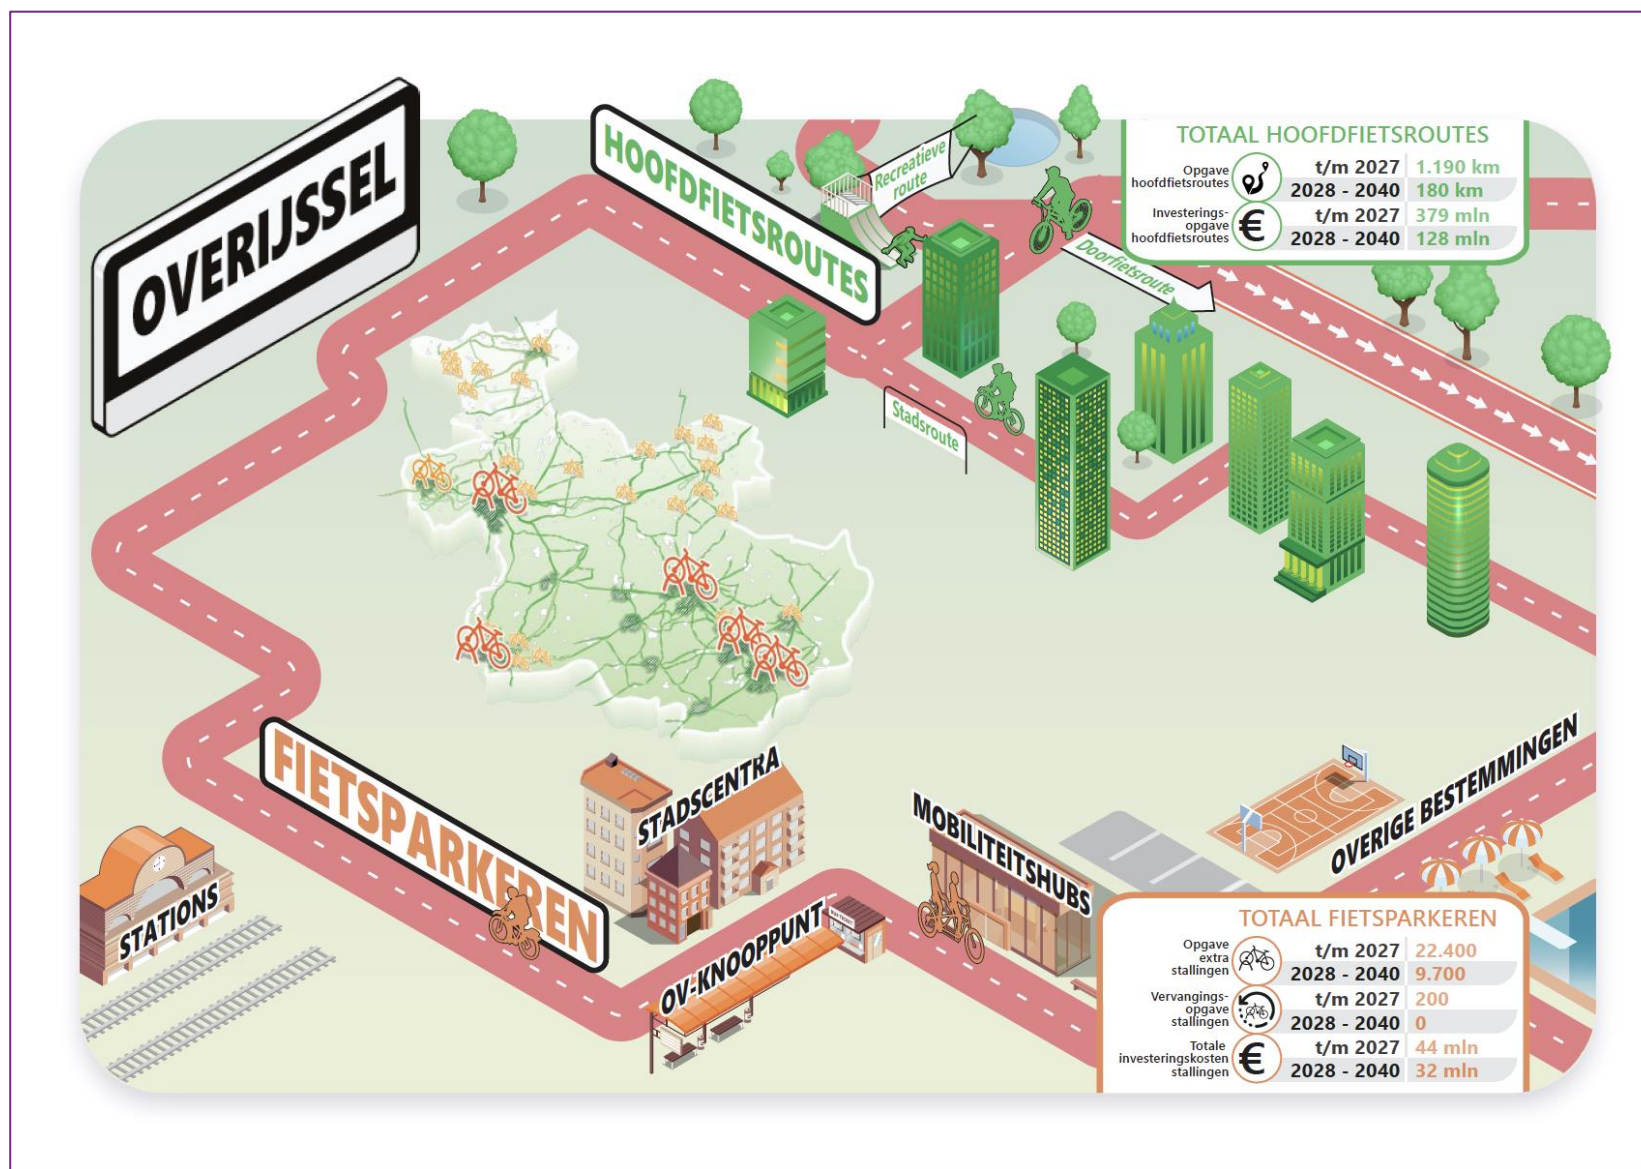 OVERIJSSEL
HOOFDFIETSROUTES
Recreatieve
route
Doorfietsroute
Stadsroute
TOTAAL HOOFDFIETSROUTES
Opgave
hoofdfietsroutes
t/m 2027 1.190 km
2028 - 2040 180 km
Investerings-
opgave
hoofdfietsroutes
t/m 2027 379 mln
2028 - 2040 128 mln
FIETSPARKEREN
STATIONS
STADSCENTRA
OV-KNOOPPUNT
MOBILITEITSHUBS
OVERIGE BESTEMMINGEN
TOTAAL FIETSPARKEREN
Opgave
extra
stallingen
t/m 2027 22.400
2028 - 2040 9.700
Vervangings-
opgave
stallingen
t/m 2027 200
2028 - 2040 0
Totale
investeringskosten
stallingen
t/m 2027 44 mln
2028 - 2040 32 mln